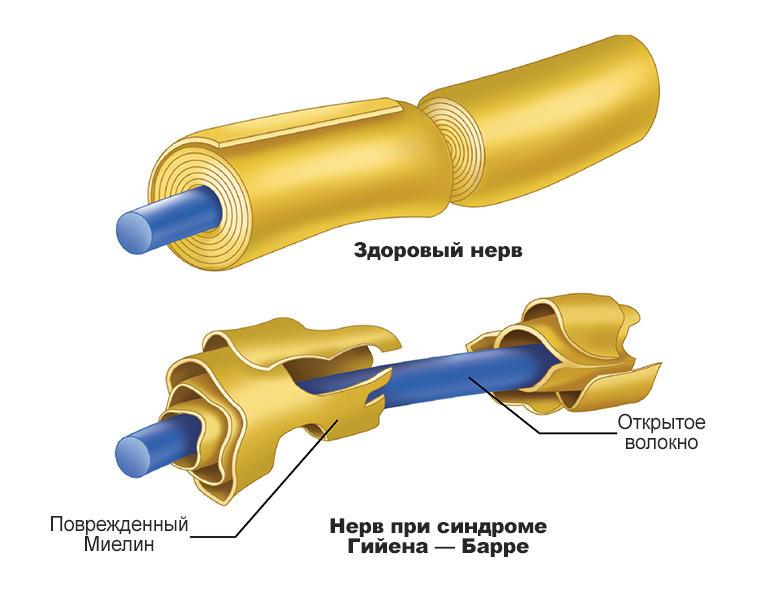 Здоровый нерв
Открытое
волокно
Поврежденный
Миелин
Нерв при синдроме
Гийена — Барре